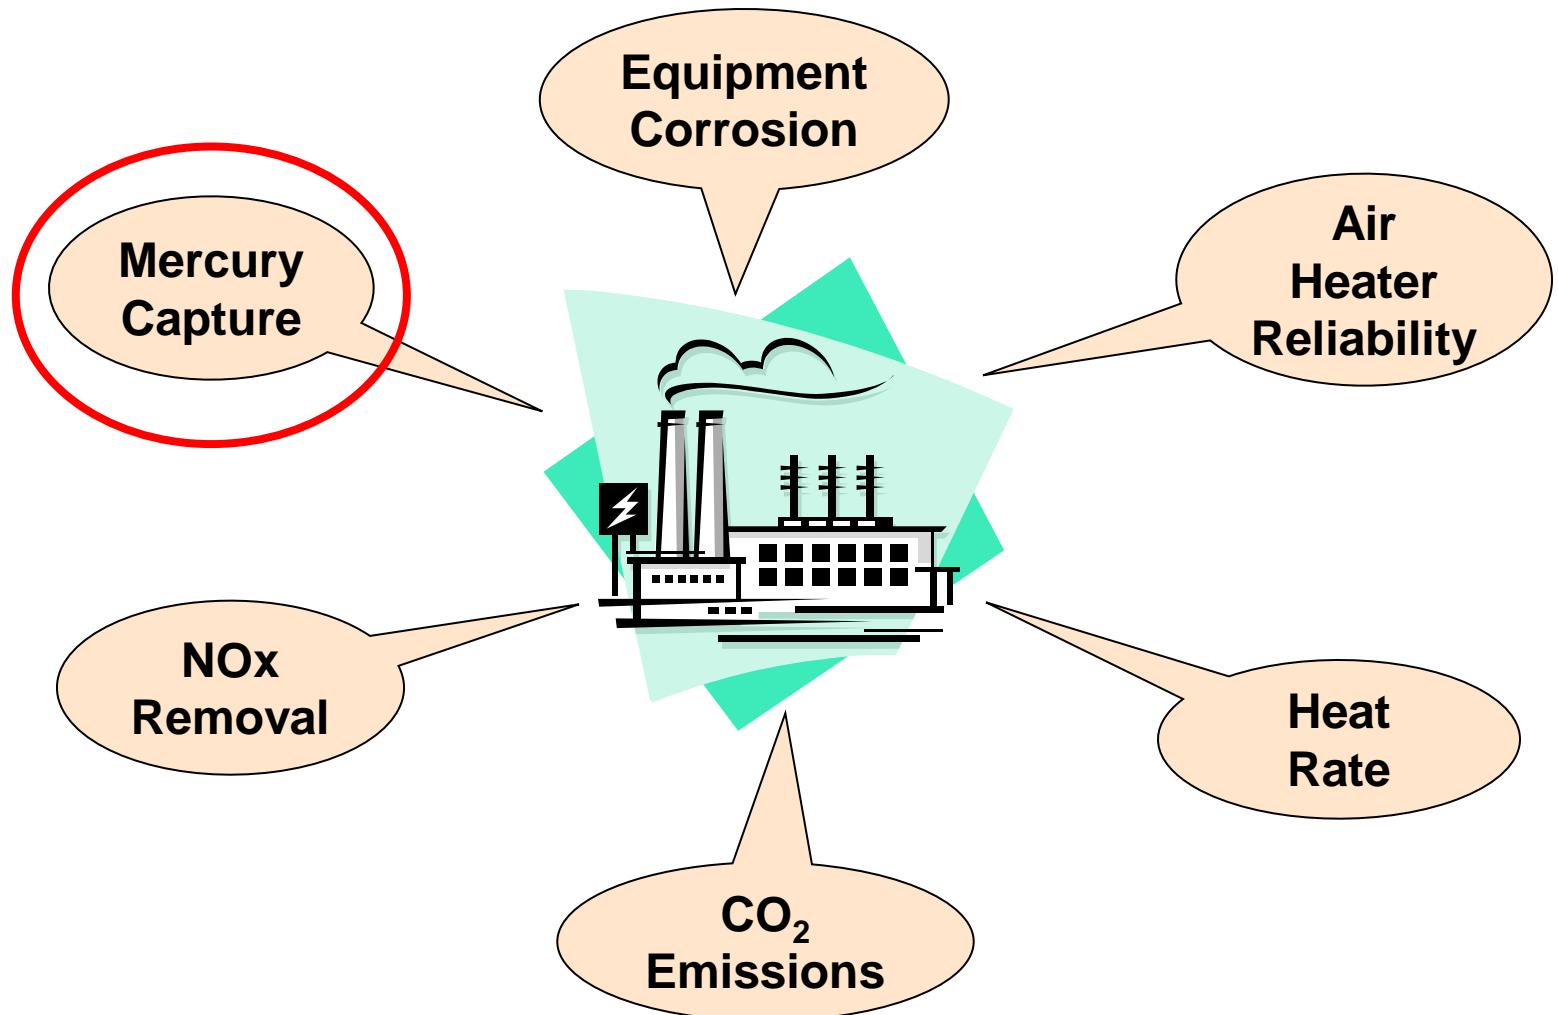 Equipment
Corrosion
Mercury
Capture
Air
Heater
Reliability
NOx
Removal
Heat
Rate
CO₂
Emissions